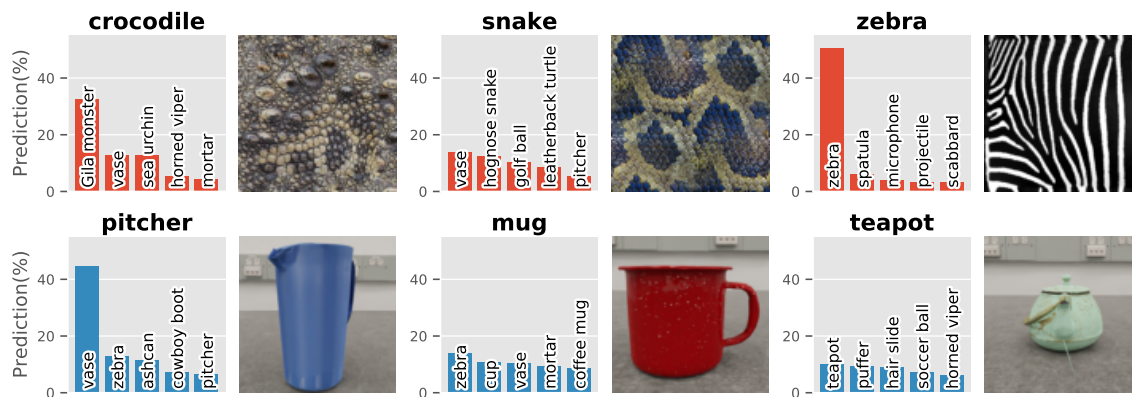 crocodile
snake
zebra
Prediction(%)
40
20
0
Gila monster
vase
sea urchin
horned viper
mortar
40
20
0
vase
hognose snake
golf ball
leatherback turtle
pitcher
40
20
0
zebra
spatula
microphone
projectile
scabbard
pitcher
mug
teapot
Prediction(%)
40
20
0
vase
zebra
ashcan
cowboy boot
pitcher
40
20
0
zebra
cup
vase
mortar
coffee mug
40
20
0
teapot
puffer
hair slide
soccer ball
horned viper